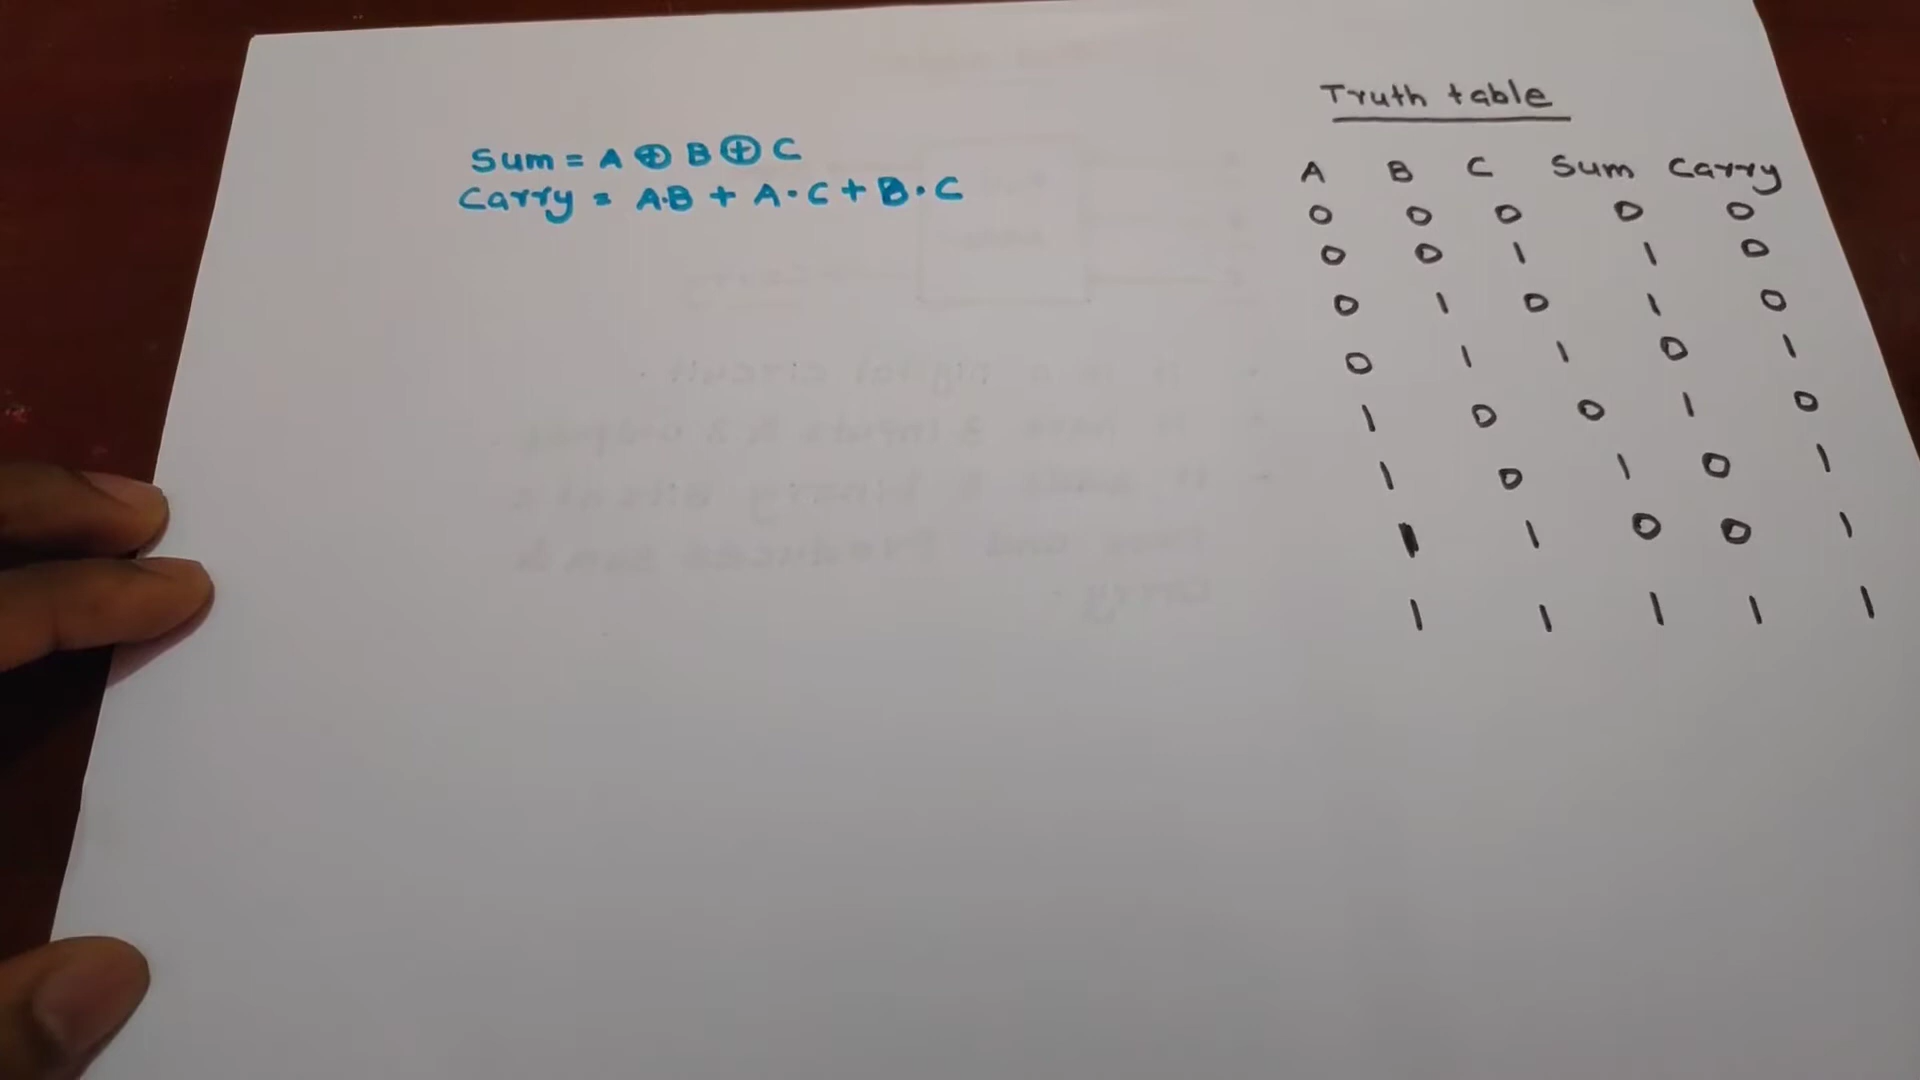 Sum = A ⊕ B ⊕ C
Carry = A·B + A·C + B·C
Truth table
A B C Sum Carry
0 0 0 0 0
0 0 1 1 0
0 1 0 1 0
0 1 1 0 1
1 0 0 1 0
1 0 1 0 1
1 1 0 0 1
1 1 1 1 1